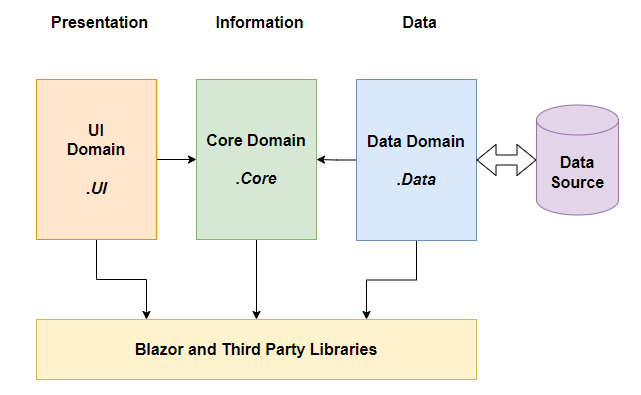 Presentation
Information
Data
UI
Domain
.UI
Core Domain
.Core
Data Domain
.Data
Data
Source
Blazor and Third Party Libraries